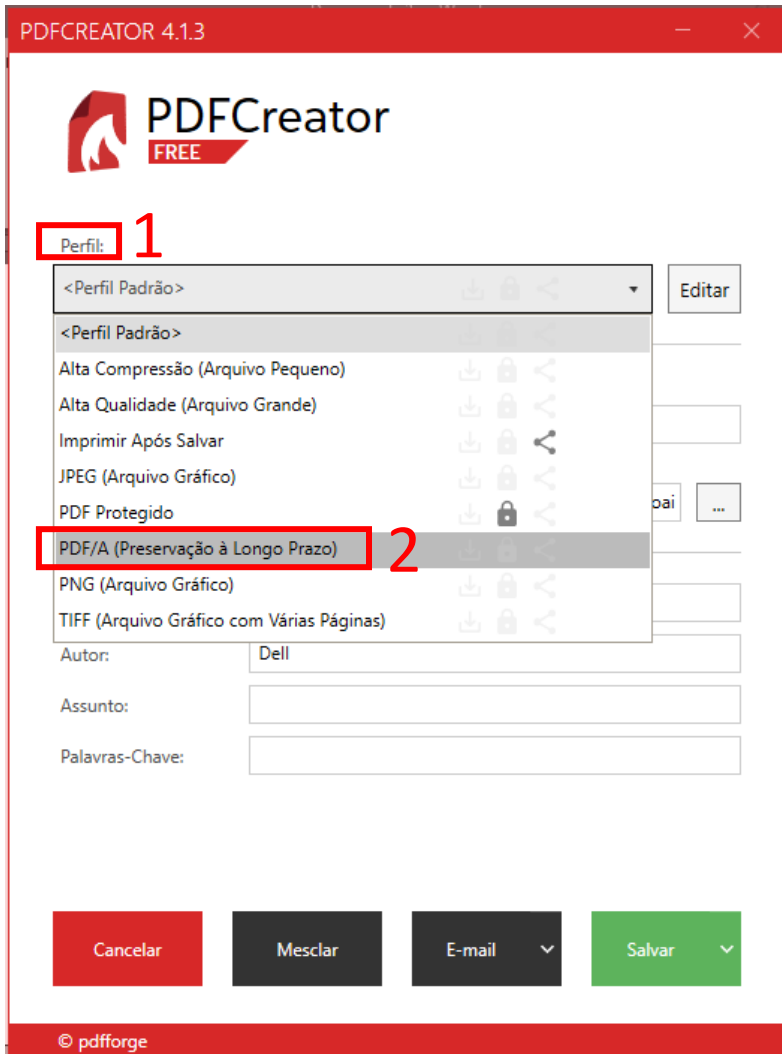 PDFCREATOR 4.1.3
PDFCreator
FREE
Perfil: 1
<Perfil Padrão>
Editar
<Perfil Padrão>
Alta Compressão (Arquivo Pequeno)
Alta Qualidade (Arquivo Grande)
Imprimir Após Salvar
JPEG (Arquivo Gráfico)
PDF Protegido
...
PDF/A (Preservação à Longo Prazo) 2
PNG (Arquivo Gráfico)
TIFF (Arquivo Gráfico com Várias Páginas)
Autor: Dell
Assunto:
Palavras-Chave:
Cancelar Mesclar E-mail Salvar
© pdfforge